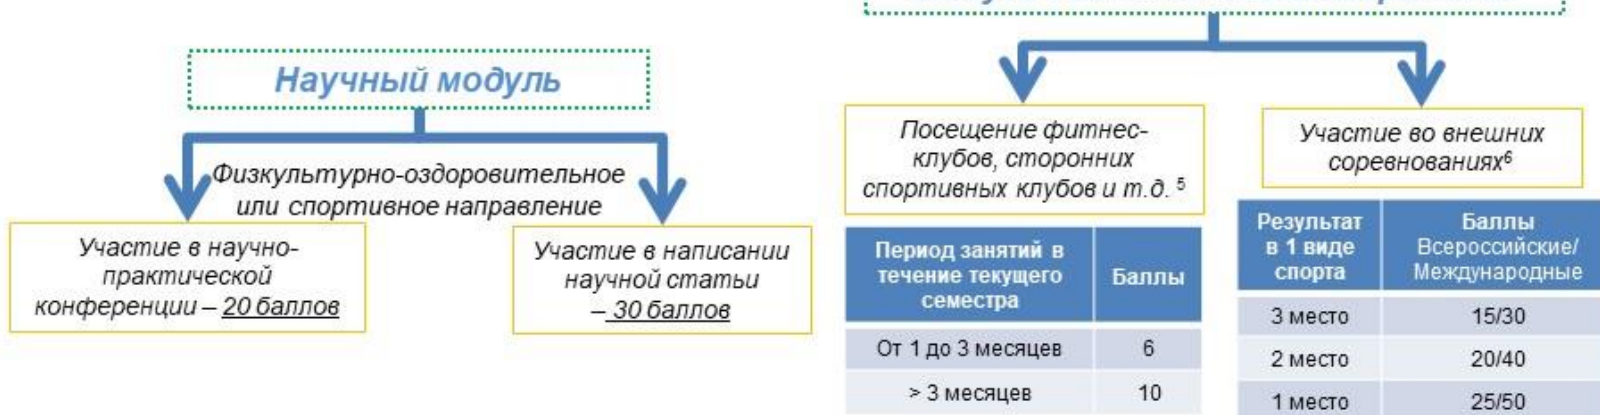 Научный модуль
Физкультурно-оздоровительное
или спортивное направление
Участие в научно-
практической
конференции – 20 баллов
Участие в написании
научной статьи
– 30 баллов
Посещение фитнес-
клубов, сторонних
спортивных клубов и т.д. 5
Период занятий в
течение текущего
семестра
Баллы
От 1 до 3 месяцев
6
> 3 месяцев
10
Участие во внешних
соревнованиях6
Результат
в 1 виде
спорта
Баллы
Всероссийские/
Международные
3 место
15/30
2 место
20/40
1 место
25/50